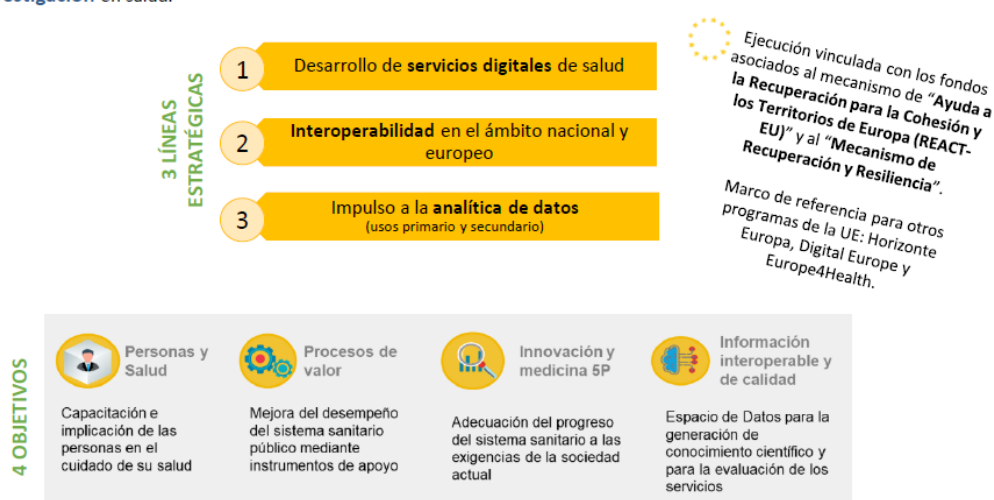 en salud.
3 LÍNEAS
ESTRATÉGICAS
1
Desarrollo de servicios digitales de salud
2
Interoperabilidad en el ámbito nacional y
europeo
3
Impulso a la analítica de datos
(usos primario y secundario)
Ejecución vinculada con los fondos
asociados al mecanismo de “Ayuda a
la Recuperación para la Cohesión y
los Territorios de Europa (REACT-
EU)” y al “Mecanismo de
Recuperación y Resiliencia”.
Marco de referencia para otros
programas de la UE: Horizonte
Europa, Digital Europe y
Europe4Health.
4 OBJETIVOS
Personas y
Salud
Capacitación e
implicación de las
personas en el
cuidado de su salud
Procesos de
valor
Mejora del desempeño
del sistema sanitario
público mediante
instrumentos de apoyo
Innovación y
medicina 5P
Adecuación del progreso
del sistema sanitario a las
exigencias de la sociedad
actual
Información
interoperable y
de calidad
Espacio de Datos para la
generación de
conocimiento científico y
para la evaluación de los
servicios